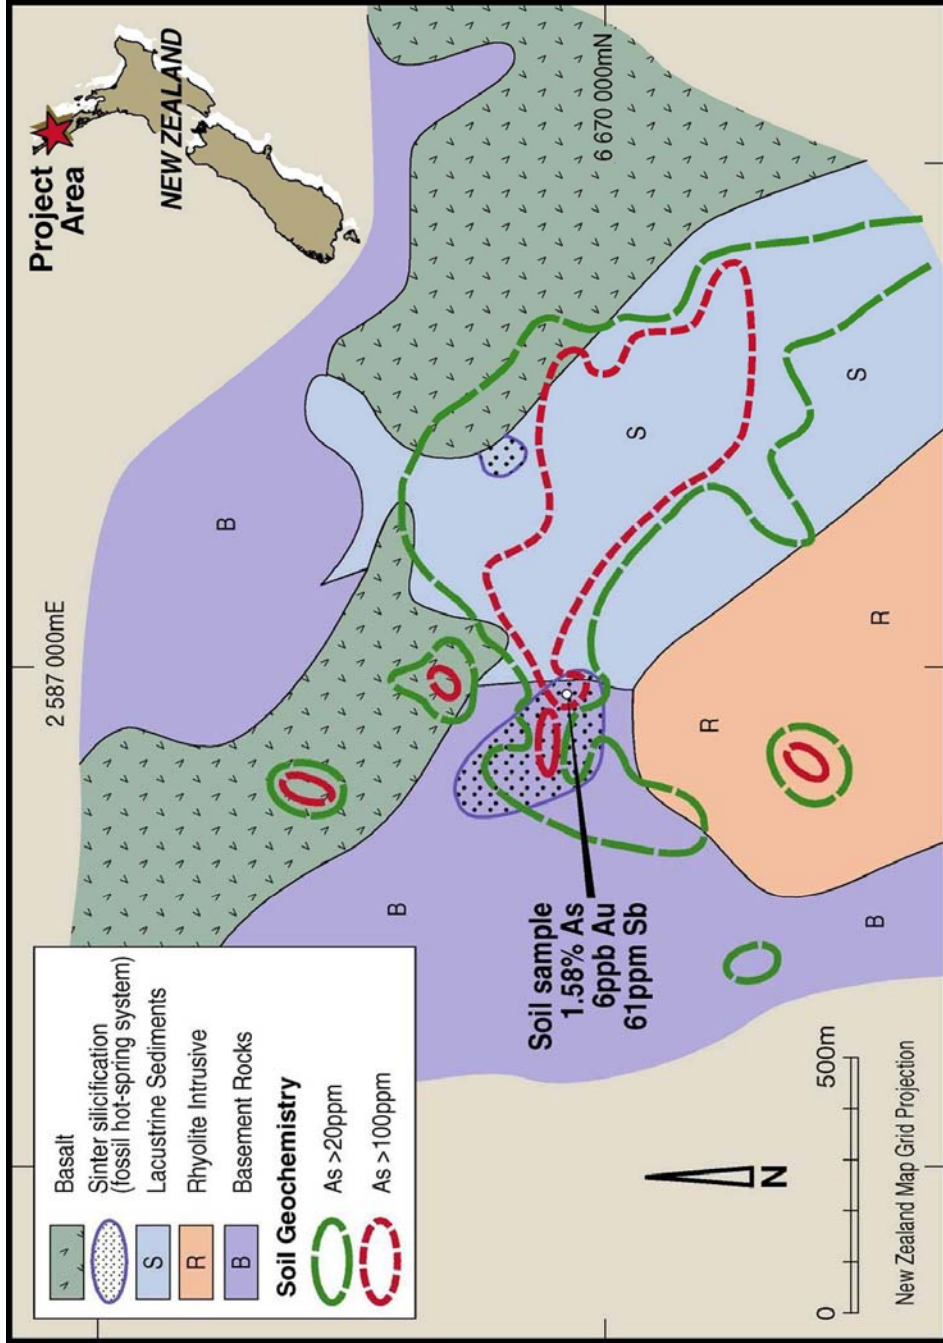 Project
Area
NEW ZEALAND
2 587 000mE
6 670 000mN
Basalt
Sinter silicification
(fossil hot-spring system)
S
Lacustrine Sediments
R
Rhyolite Intrusive
B
Basement Rocks
Soil Geochemistry
As >20ppm
As >100ppm
B
B
B
S
S
R
R
Soil sample
1.58% As
6ppb Au
61ppm Sb
N
0
500m
New Zealand Map Grid Projection